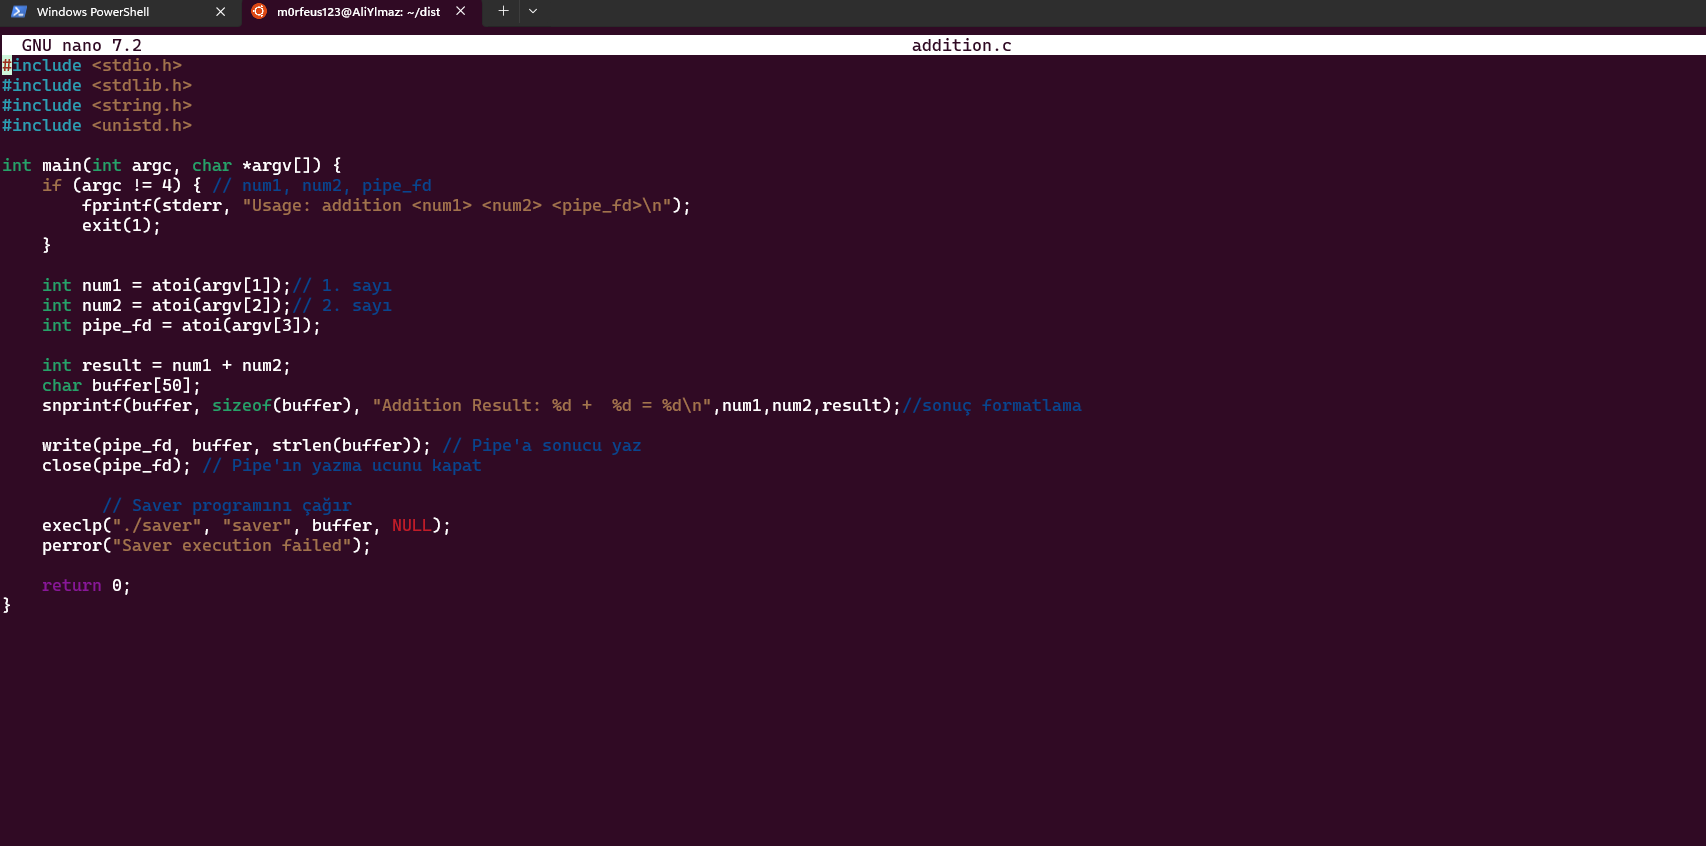 Windows PowerShell
m0rfeus123@AliYlmaz: ~/dist
GNU nano 7.2 addition.c
#include <stdio.h>
#include <stdlib.h>
#include <string.h>
#include <unistd.h>
int main(int argc, char *argv[]) {
    if (argc != 4) { // num1, num2, pipe_fd
        fprintf(stderr, "Usage: addition <num1> <num2> <pipe_fd>\n");
        exit(1);
    }
    int num1 = atoi(argv[1]);// 1. sayı
    int num2 = atoi(argv[2]);// 2. sayı
    int pipe_fd = atoi(argv[3]);
    int result = num1 + num2;
    char buffer[50];
    snprintf(buffer, sizeof(buffer), "Addition Result: %d +  %d = %d\n",num1,num2,result);//sonuç formatlama
    write(pipe_fd, buffer, strlen(buffer)); // Pipe'a sonucu yaz
    close(pipe_fd); // Pipe'ın yazma ucunu kapat
          // Saver programını çağır
    execlp("./saver", "saver", buffer, NULL);
    perror("Saver execution failed");
    return 0;
}